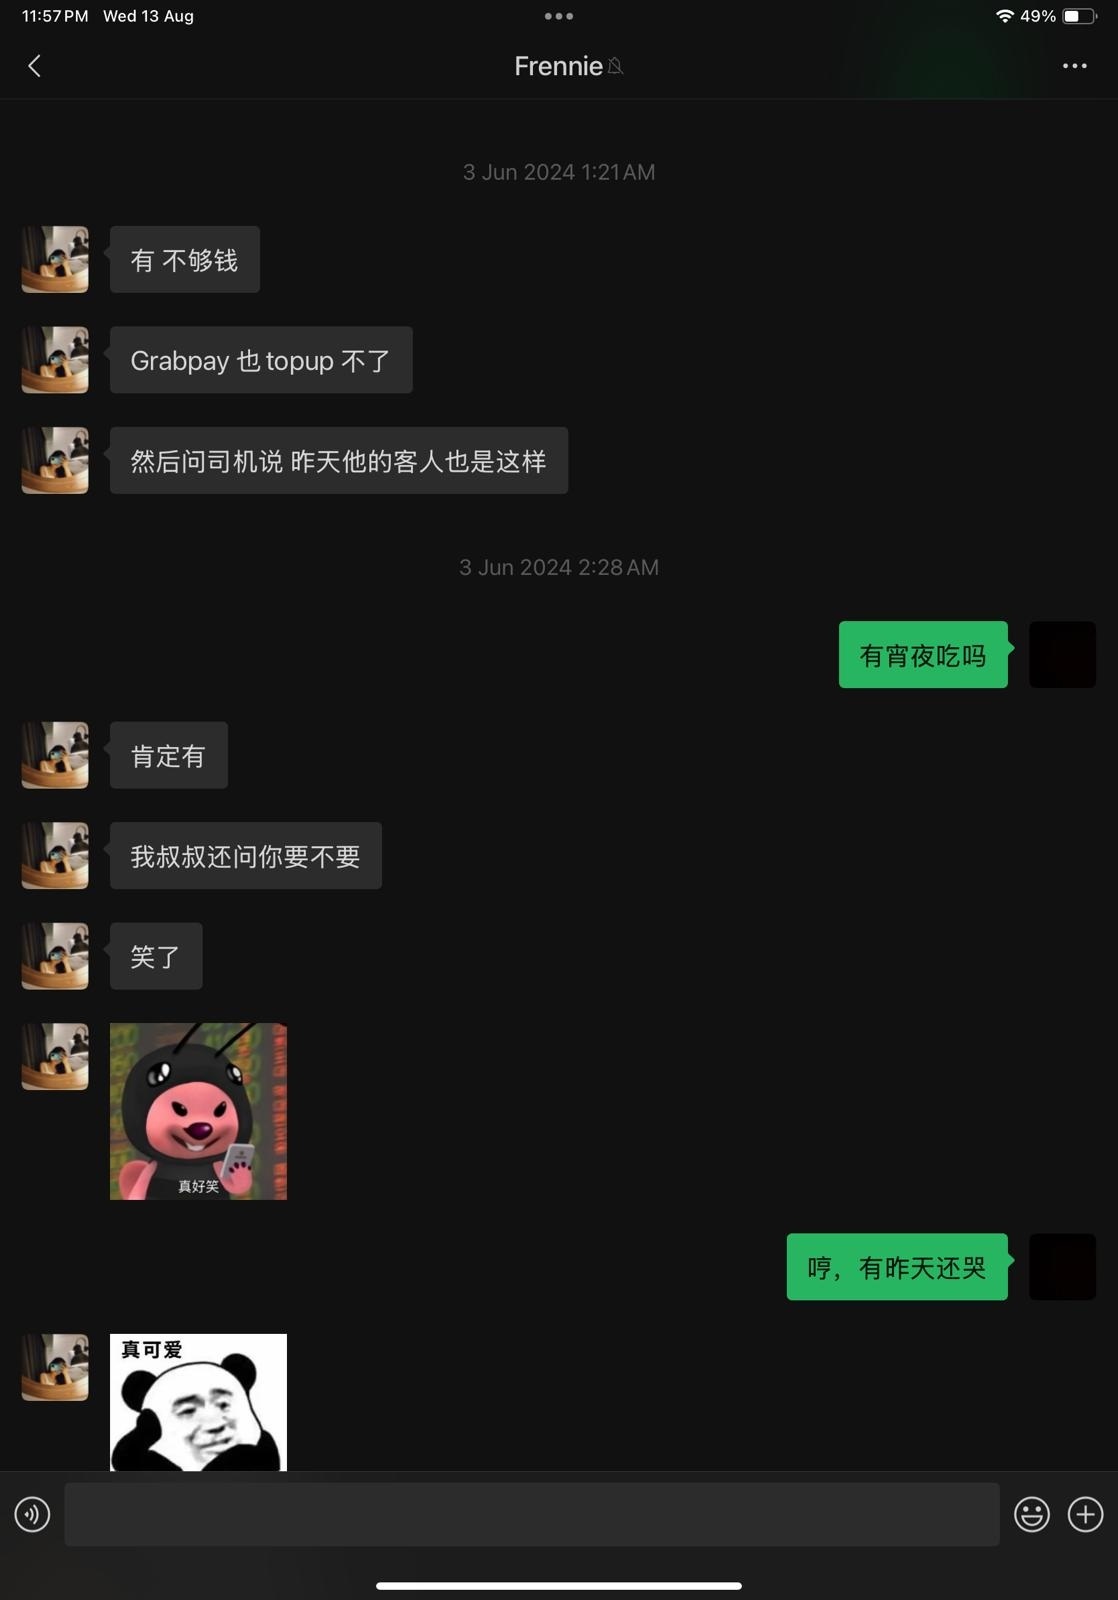 11:57 PM Wed 13 Aug
49%
Frennie
3 Jun 2024 1:21 AM
有 不够钱
Grabpay 也 topup 不了
然后问司机说 昨天他的客人也是这样
3 Jun 2024 2:28 AM
有宵夜吃吗
肯定有
我叔叔还问你要不要
笑了
真好笑
哼，有昨天还哭
真可爱